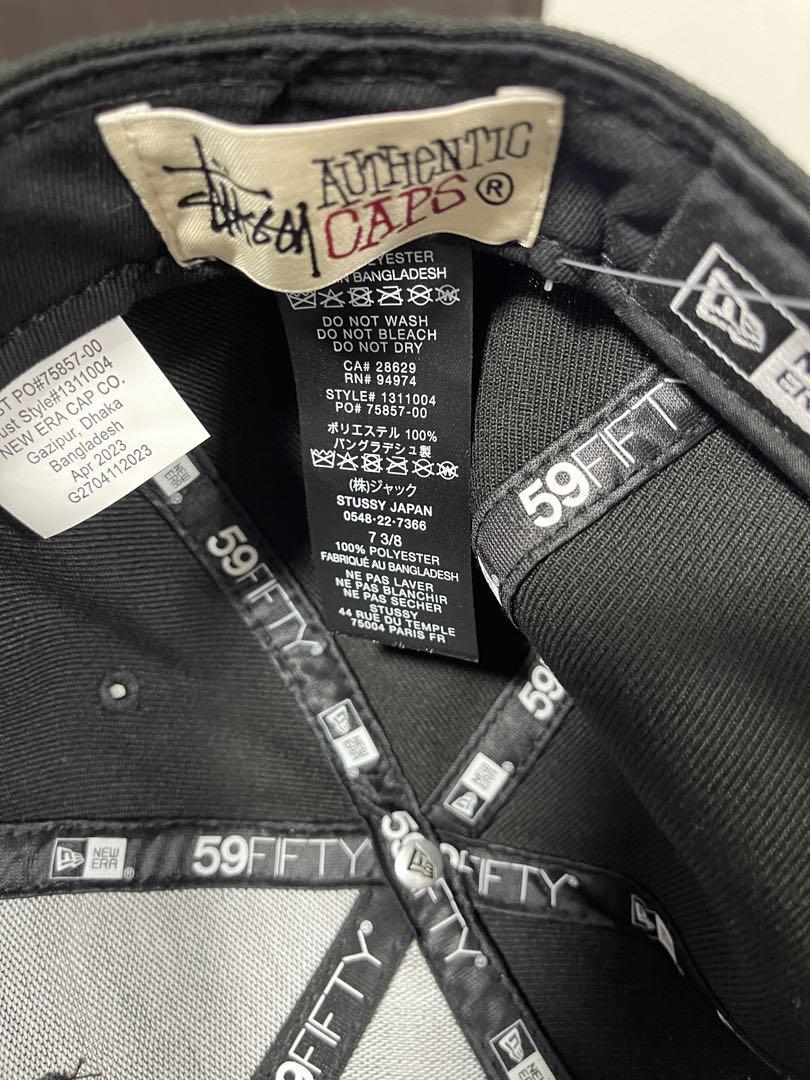 Stussy AUTHENTIC
CAPS ®
BANGLADESH
DO NOT WASH
DO NOT BLEACH
DO NOT DRY
CA# 28629
RN# 94974
STYLE# 1311004
PO# 75857-00
ポリエステル 100%
バングラデシュ製
(株)ジャック
STUSSY JAPAN
0548-22-7366
7 3/8
100% POLYESTER
FABRIQUÉ AU BANGLADESH
NE PAS LAVER
NE PAS BLANCHIR
NE PAS SECHER
STUSSY
44 RUE DU TEMPLE
75004 PARIS FR
PO#75857-00
Style#1311004
NEW ERA CAP CO.
Gazipur, Dhaka
Bangladesh
Apr 2023
G2704112023
59FIFTY
59FIFTY®
59
NEW ERA
NEW ERA®
59FIFTY
FIFTY®
59FIFTY®